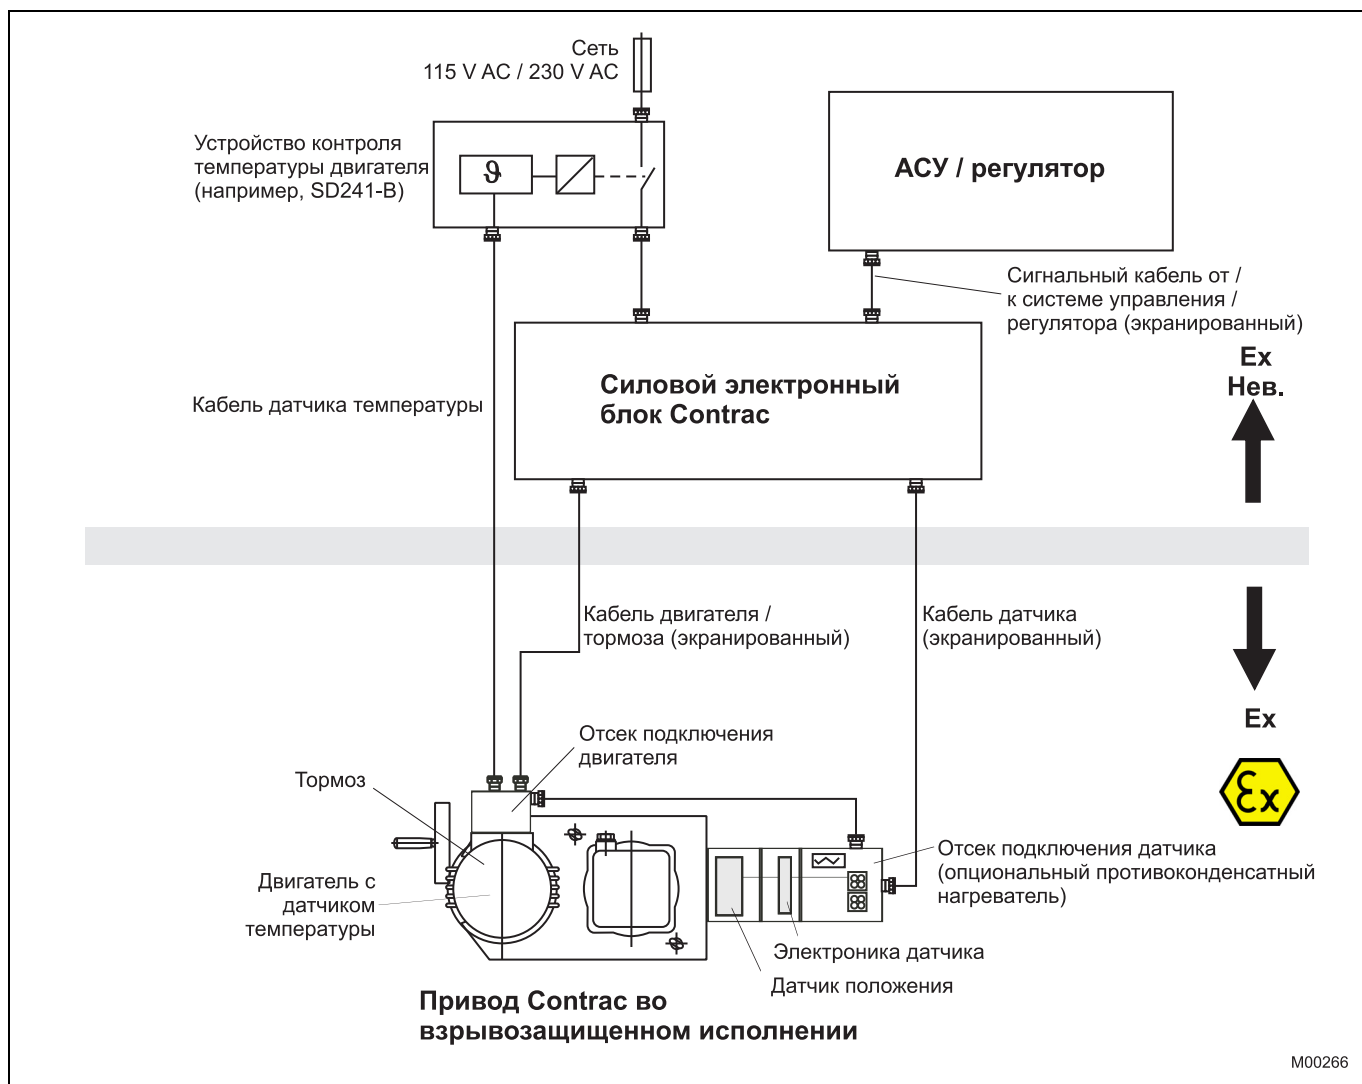 Сеть
115 V AC / 230 V AC
Устройство контроля
температуры двигателя
(например, SD241-B)
ϑ
АСУ / регулятор
Сигнальный кабель от /
к системе управления /
регулятора (экранированный)
Ex
Нев.
Силовой электронный
блок Contrac
Кабель датчика температуры
Кабель двигателя /
тормоза (экранированный)
Кабель датчика
(экранированный)
Ex
Отсек подключения
двигателя
Тормоз
Ex
Отсек подключения датчика
(опциональный противоконденсатный
нагреватель)
Двигатель с
датчиком
температуры
Электроника датчика
Датчик положения
Привод Contrac во
взрывозащищенном исполнении
M00266